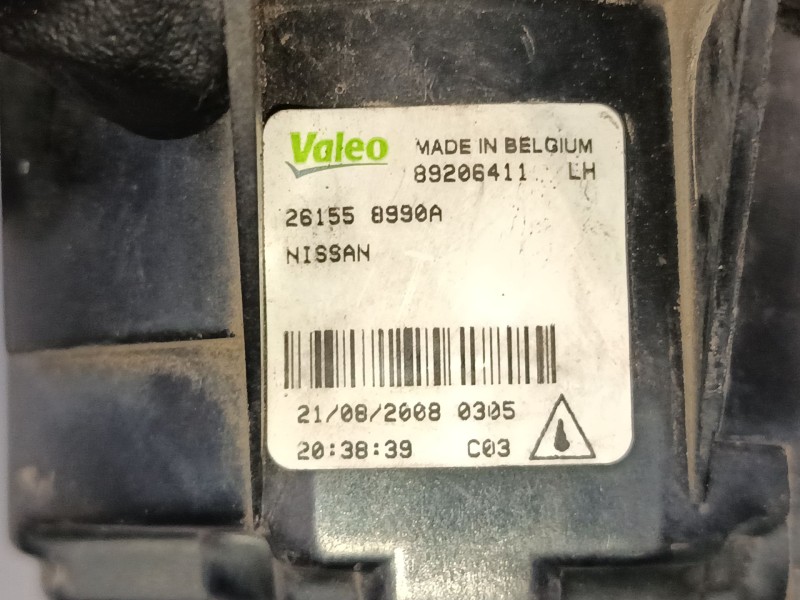 Valeo MADE IN BELGIUM
89206411 LH
26155 8990A
NISSAN
21/08/2008 0305
20:38:39 C03